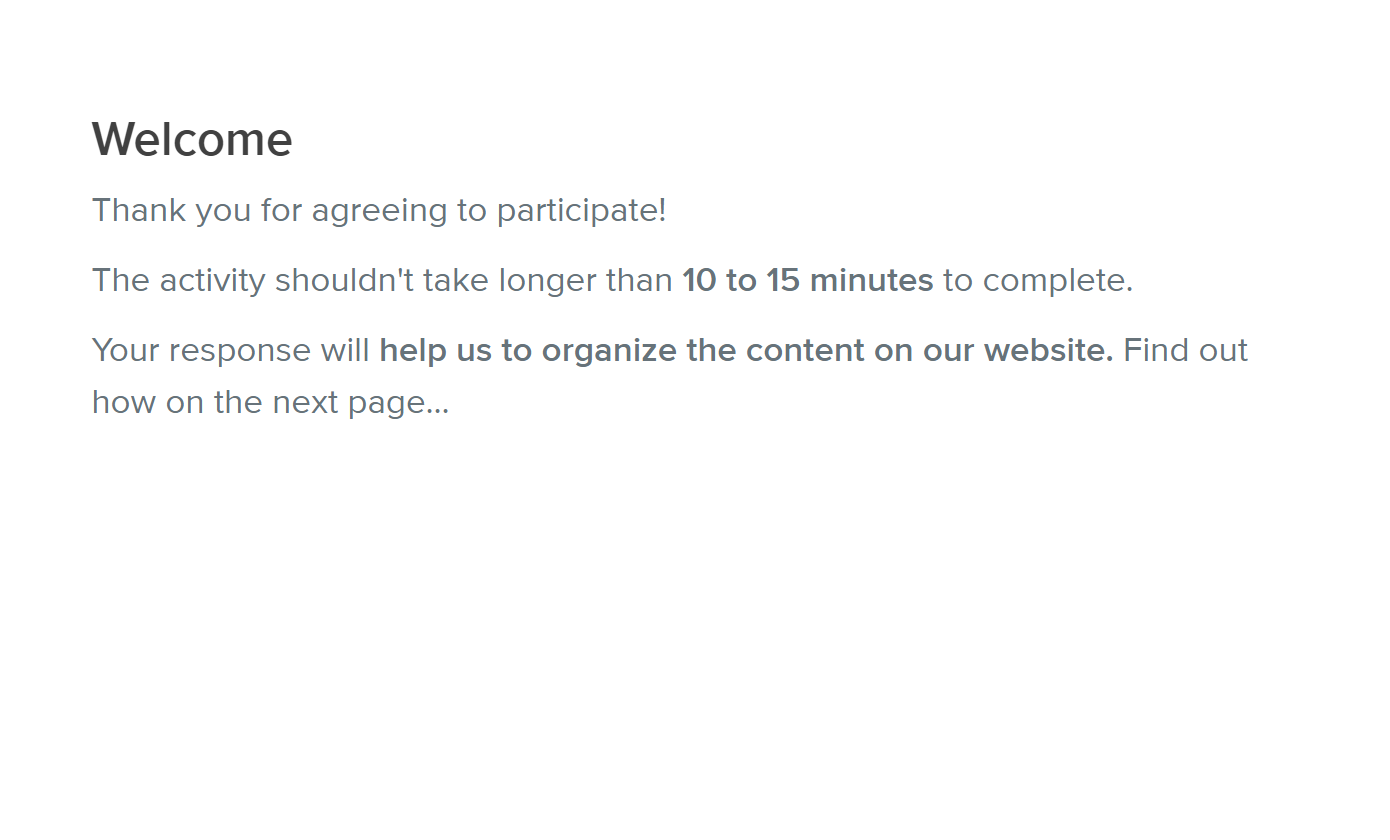 Welcome
Thank you for agreeing to participate!
The activity shouldn't take longer than 10 to 15 minutes to complete.
Your response will help us to organize the content on our website. Find out
how on the next page...